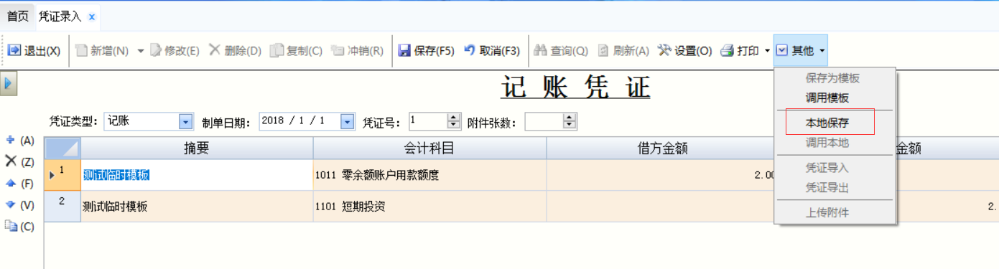 首页 凭证录入 x
退出(X) 新增(N) 修改(E) 删除(D) 复制(C) 冲销(R) 保存(F5) 取消(F3) 查询(Q) 刷新(A) 设置(O) 打印 其他
保存为模板
调用模板
本地保存
调用本地
凭证导入
凭证导出
上传附件
记 账 凭 证
凭证类型: 记账 制单日期: 2018 / 1 / 1 凭证号: 1 附件张数:
(A)
(Z)
(F)
(V)
(C)
摘要 会计科目 借方金额 金额
1 测试临时模板 1011 零余额账户用款额度 2.00
2 测试临时模板 1101 短期投资 2.